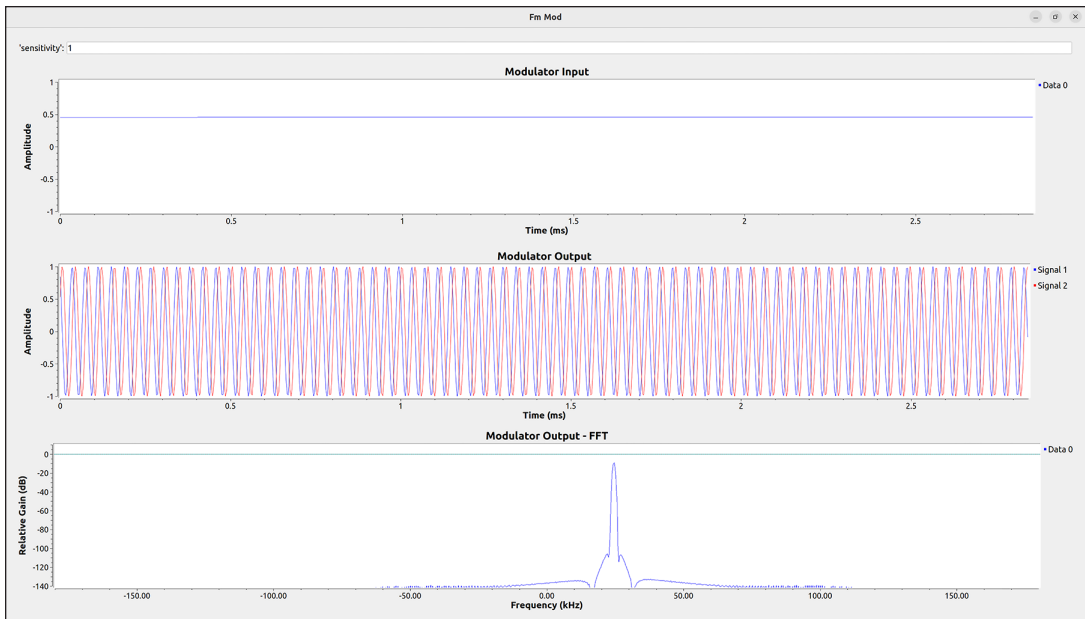 Fm Mod
'sensitivity': 1
Modulator Input
Amplitude
1
0.5
0
-0.5
-1
Data 0
0 0.5 1 1.5 2 2.5
Time (ms)
Modulator Output
Amplitude
1
0.5
0
-0.5
-1
Signal 1
Signal 2
0 0.5 1 1.5 2 2.5
Time (ms)
Modulator Output - FFT
Relative Gain (dB)
0
-20
-40
-60
-80
-100
-120
-140
Data 0
-150.00 -100.00 -50.00 0.00 50.00 100.00 150.00
Frequency (kHz)